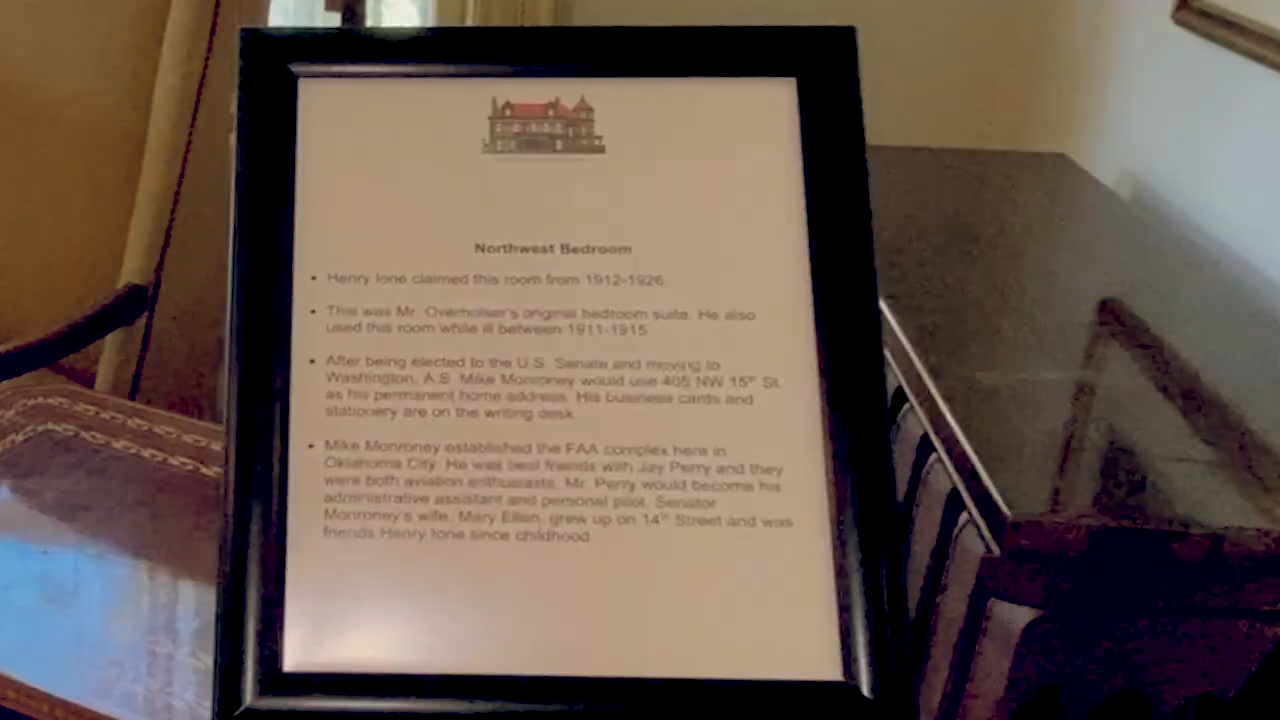 Northwest Bedroom
• Henry Ione claimed this room from 1912-1926.
• This was Mr. Overholser's original bedroom suite. He also
used this room while ill between 1911-1915
• After being elected to the U.S. Senate and moving to
Washington, A.S. Mike Monroney would use 405 NW 15th St.
as his permanent home address. His business cards and
stationery are on the writing desk.
• Mike Monroney established the FAA complex here in
Oklahoma City. He was best friends with Jay Perry and they
were both aviation enthusiasts. Mr. Perry would become his
administrative assistant and personal pilot. Senator
Monroney's wife, Mary Ellen, grew up on 14th Street and was
friends Henry Ione since childhood.